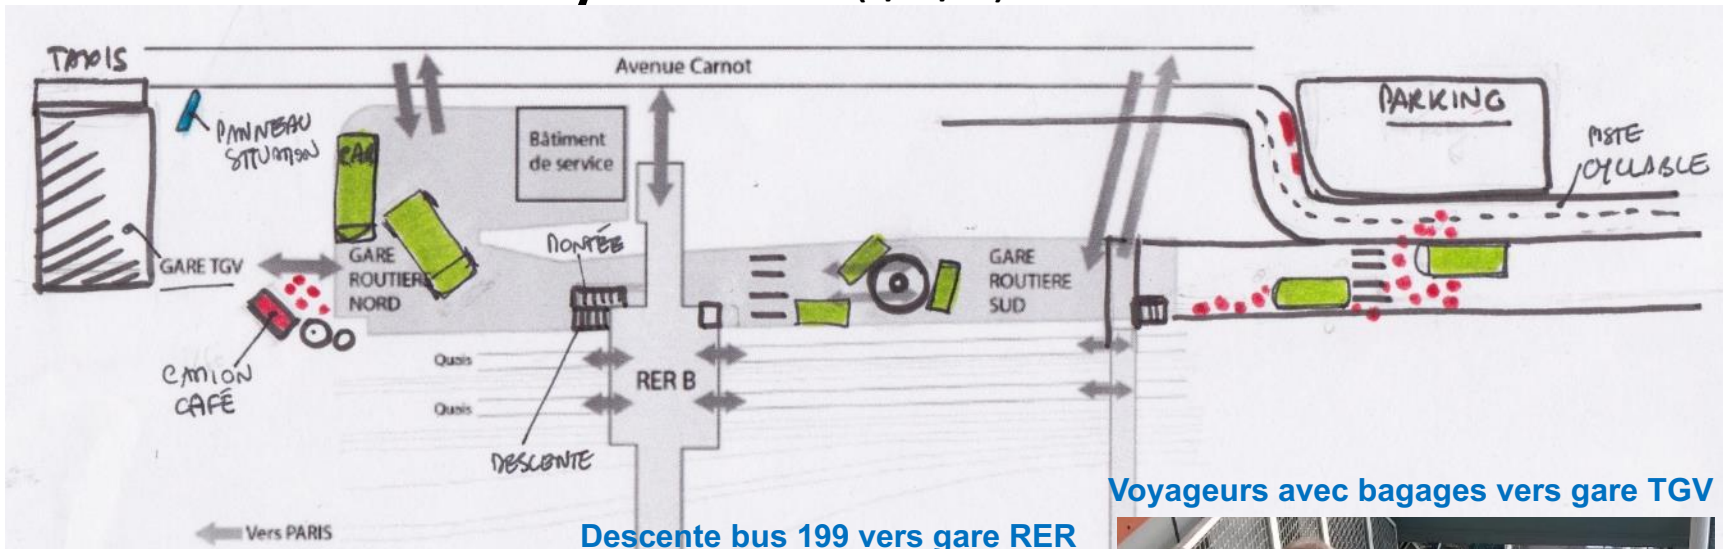 TAXIS
Avenue Carnot
PARKING
PANNEAU
SITUATION
CAR
Bâtiment
de service
PISTE
CYCLABLE
MONTÉE
GARE TGV
GARE
ROUTIERE
NORD
GARE
ROUTIERE
SUD
Quais
RER B
CAMION
CAFÉ
Quais
DESCENTE
Voyageurs avec bagages vers gare TGV
Vers PARIS
Descente bus 199 vers gare RER